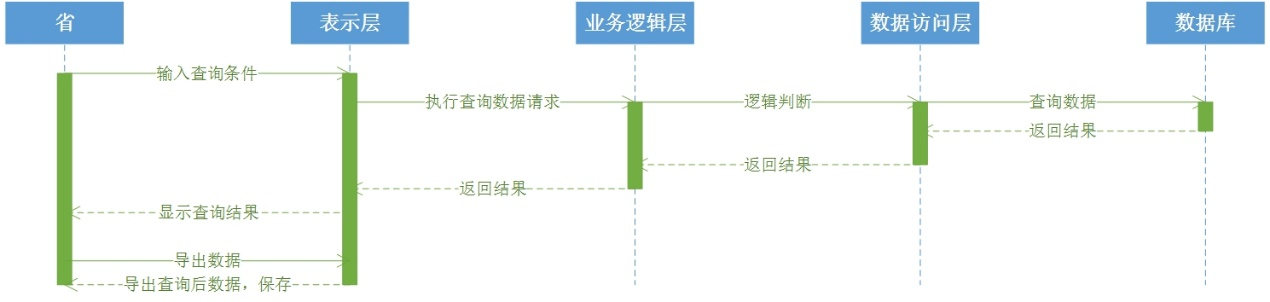 省
表示层
业务逻辑层
数据访问层
数据库
输入查询条件
执行查询数据请求
逻辑判断
查询数据
返回结果
返回结果
返回结果
显示查询结果
导出数据
导出查询后数据，保存